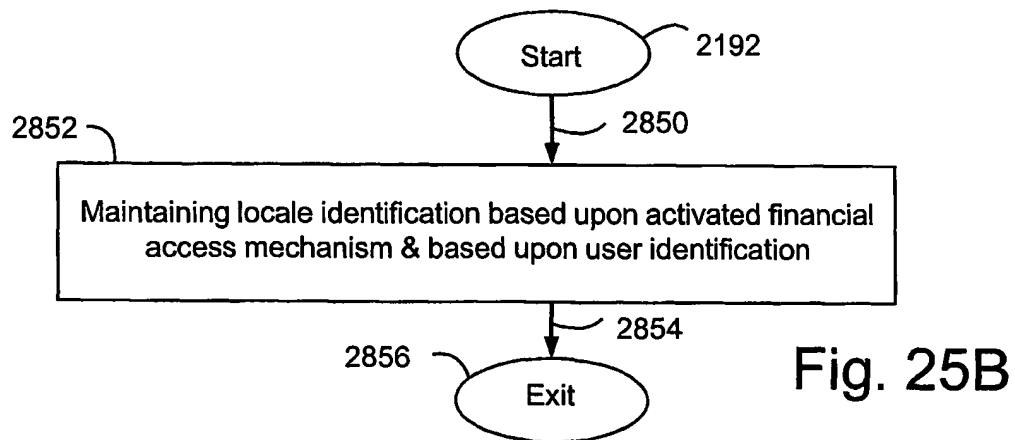 Start
2192
2850
2852
Maintaining locale identification based upon activated financial
access mechanism & based upon user identification
2854
2856
Exit
Fig. 25B